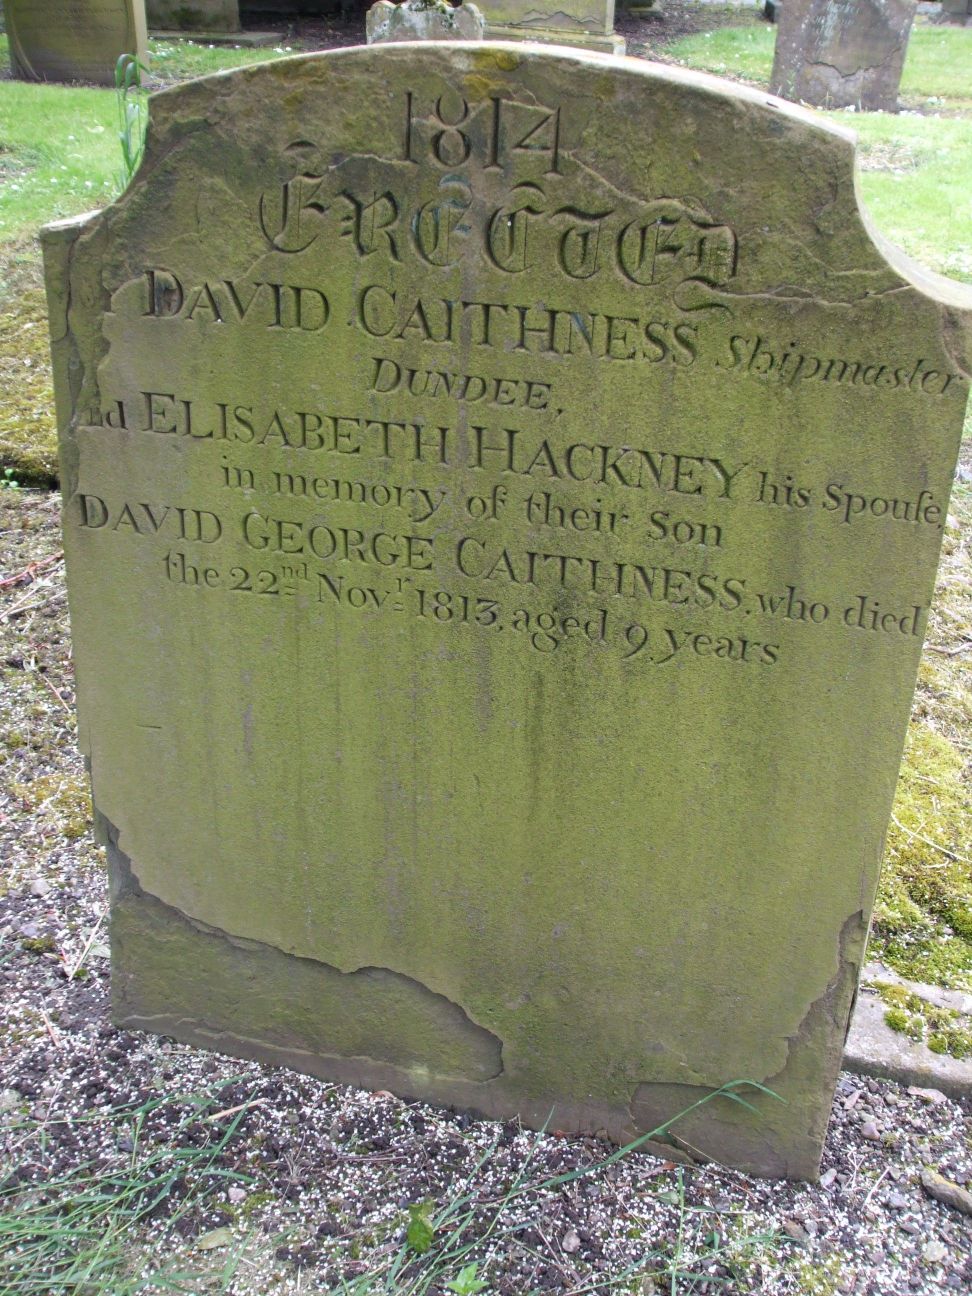 1814
ERECTED
DAVID CAITHNESS Shipmaster
DUNDEE,
nd ELISABETH HACKNEY his Spouſe
in memory of their Son
DAVID GEORGE CAITHNESS, who died
the 22nd Novr 1813, aged 9 years